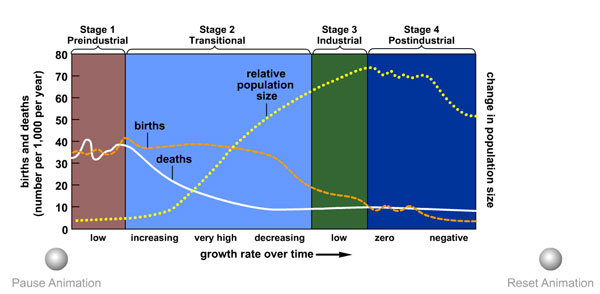 Stage 1
Preindustrial
Stage 2
Transitional
Stage 3
Industrial
Stage 4
Postindustrial
births and deaths
(number per 1,000 per year)
80
70
60
50
40
30
20
10
0
relative
population
size
births
deaths
change in population size
low
increasing
very high
decreasing
low
zero
negative
growth rate over time
Pause Animation
Reset Animation